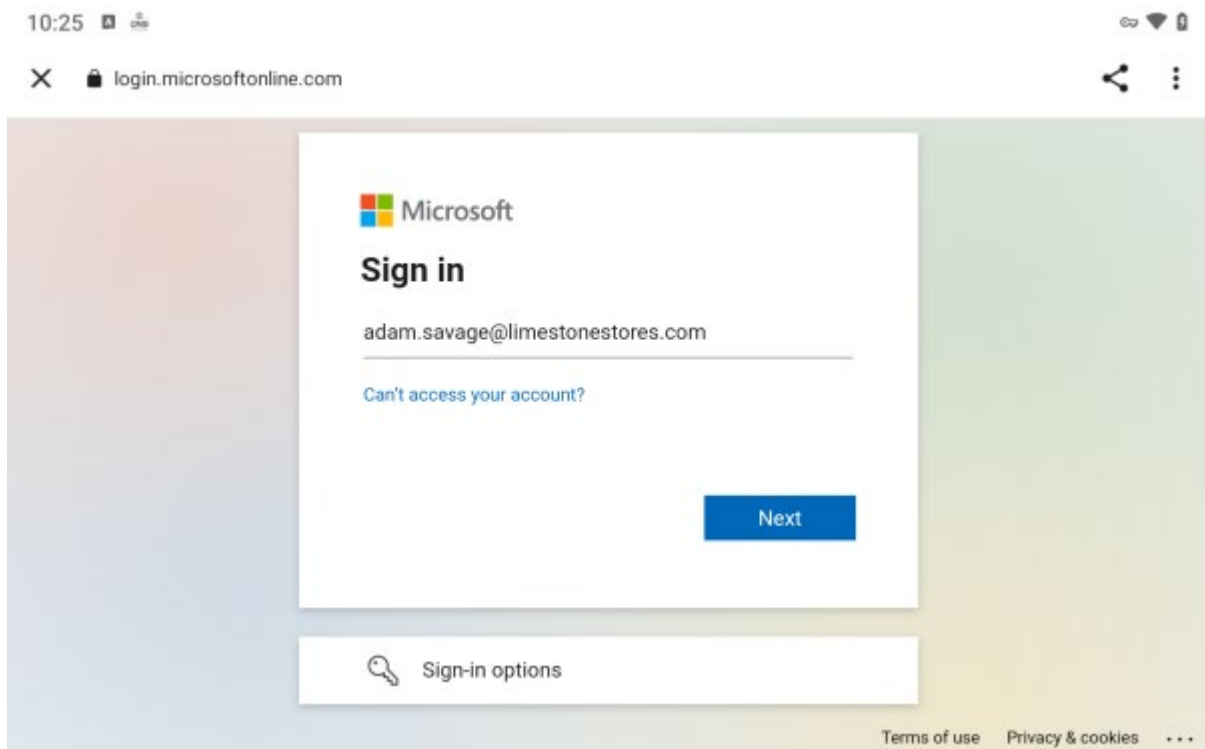 10:25
login.microsoftonline.com
Microsoft
Sign in
adam.savage@limestonestores.com
Can't access your account?
Next
Sign-in options
Terms of use Privacy & cookies ...